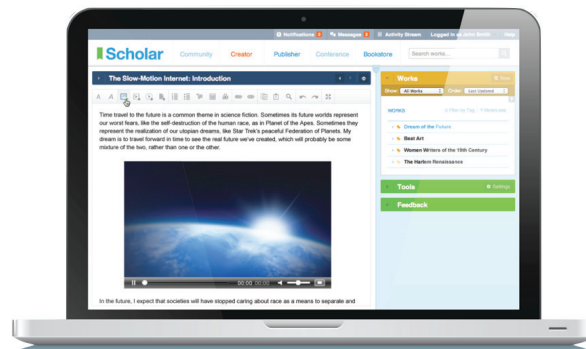 Notifications Messages Activity Stream Logged in as John Smith Help
Scholar Community Creator Publisher Conference Bookstore Search works...
The Slow-Motion Internet: Introduction
Works
Show: All Works Order: Last Updated
Time travel to the future is a common theme in science fiction. Sometimes its future worlds represent
our worst fears, like the self-destruction of the human race, as in Planet of the Apes. Sometimes they
represent the realization of our utopian dreams, like Star Trek's peaceful Federation of Planets. My
dream is to travel forward in time to see the real future we've created, which will probably be some
mixture of the two, rather than one or the other.
00:00 00:00
In the future, I expect that societies will have stopped caring about race as a means to separate and
WORKS
Dream of the Future
Beat Art
Women Writers of the 19th Century
The Harlem Renaissance
Tools Settings
Feedback